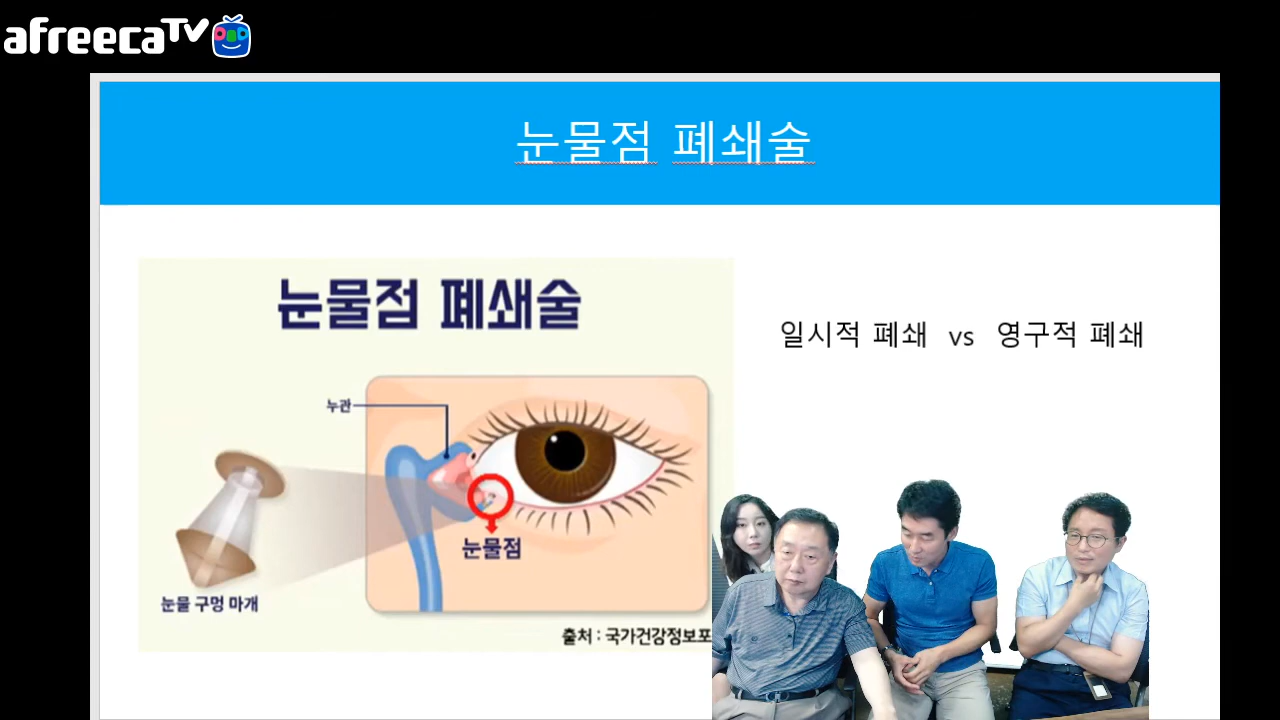 afreecaTV
눈물점 폐쇄술
눈물점 폐쇄술
일시적 폐쇄 vs 영구적 폐쇄
누관
눈물점
눈물 구멍 마개
출처 : 국가건강정보포